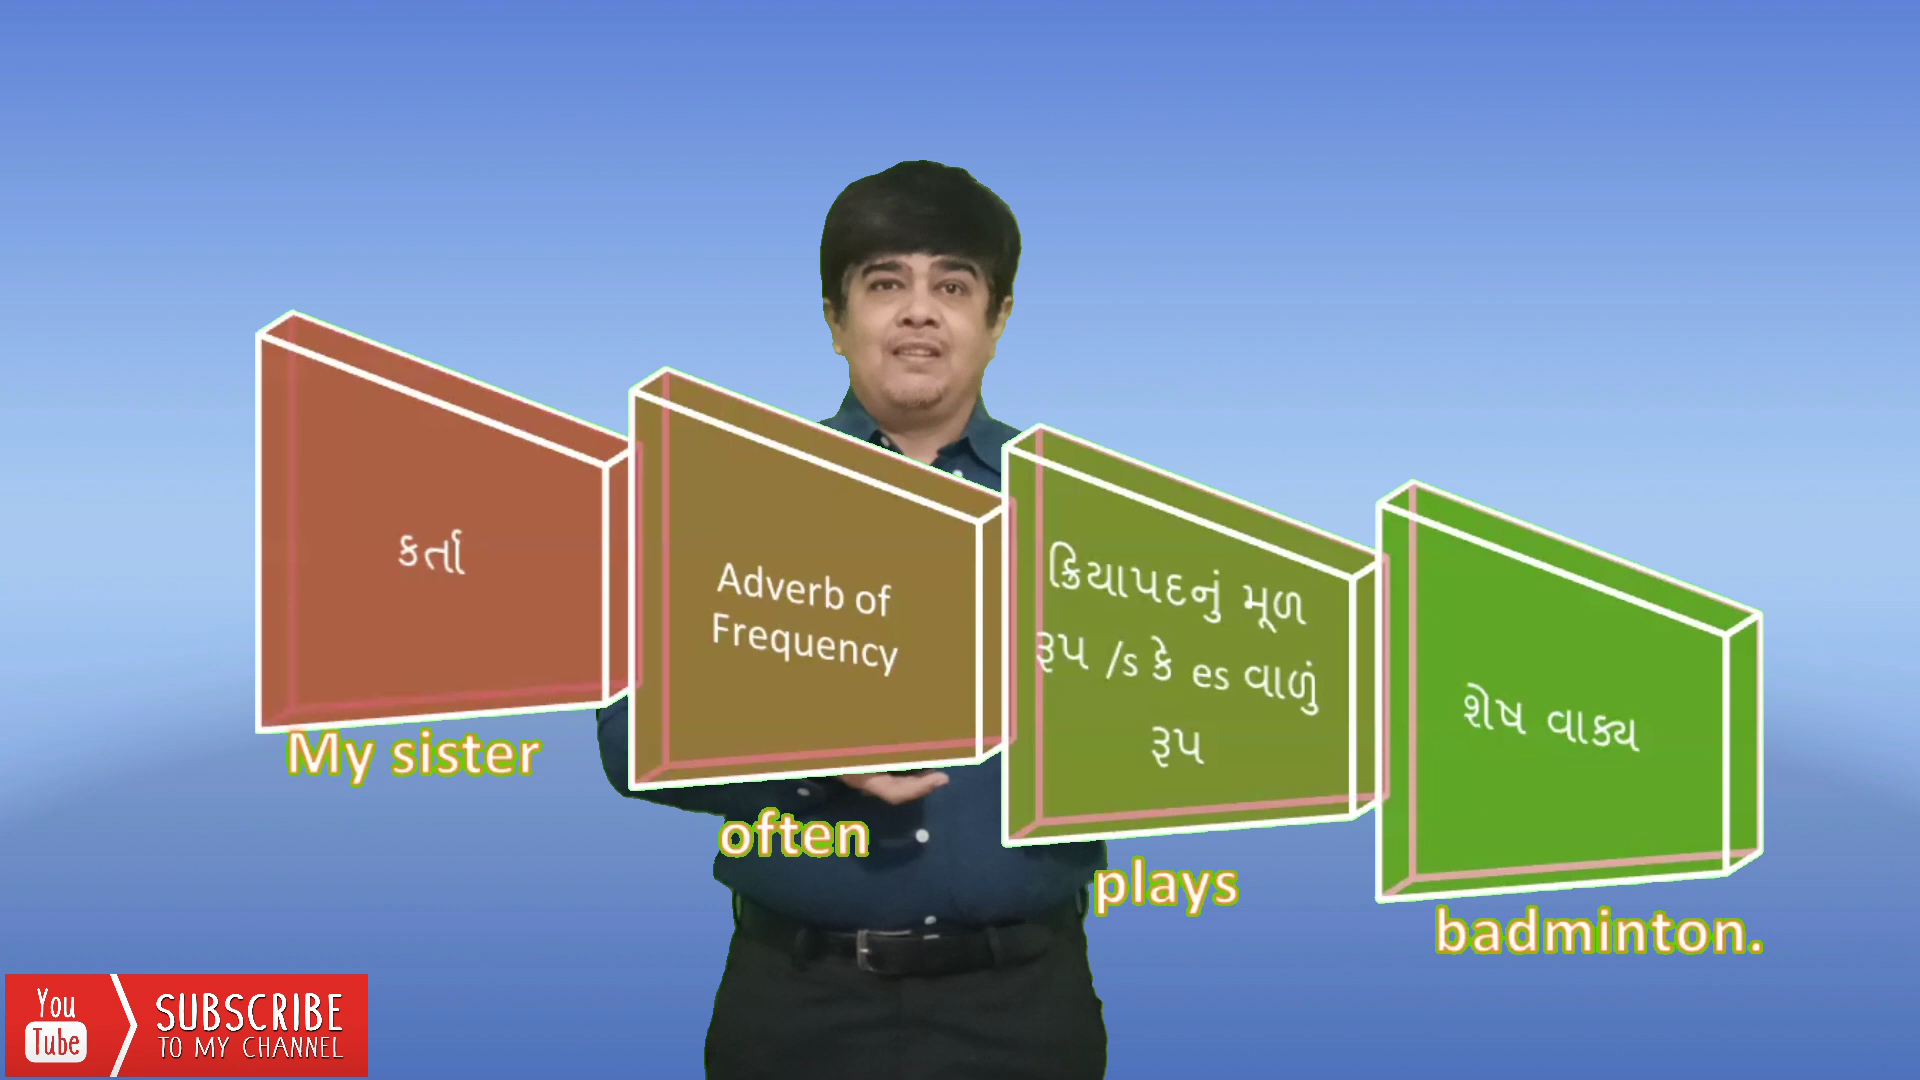 કર્તા
Adverb of
Frequency
ક્રિયાપદનું મૂળ
રૂપ /s કે es વાળું
રૂપ
શેષ વાક્ય
My sister
often
plays
badminton.
You
Tube
SUBSCRIBE
TO MY CHANNEL